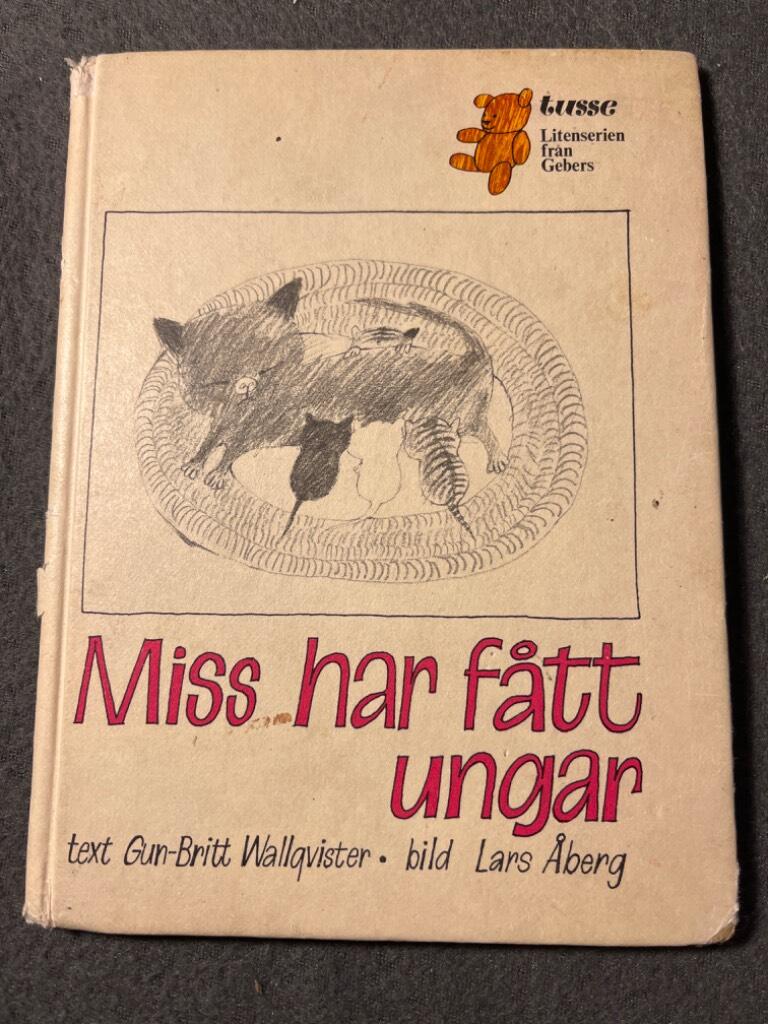 tusse
Litenserien
från
Gebers
Miss har fått
ungar
text Gun-Britt Wallqvister • bild Lars Åberg